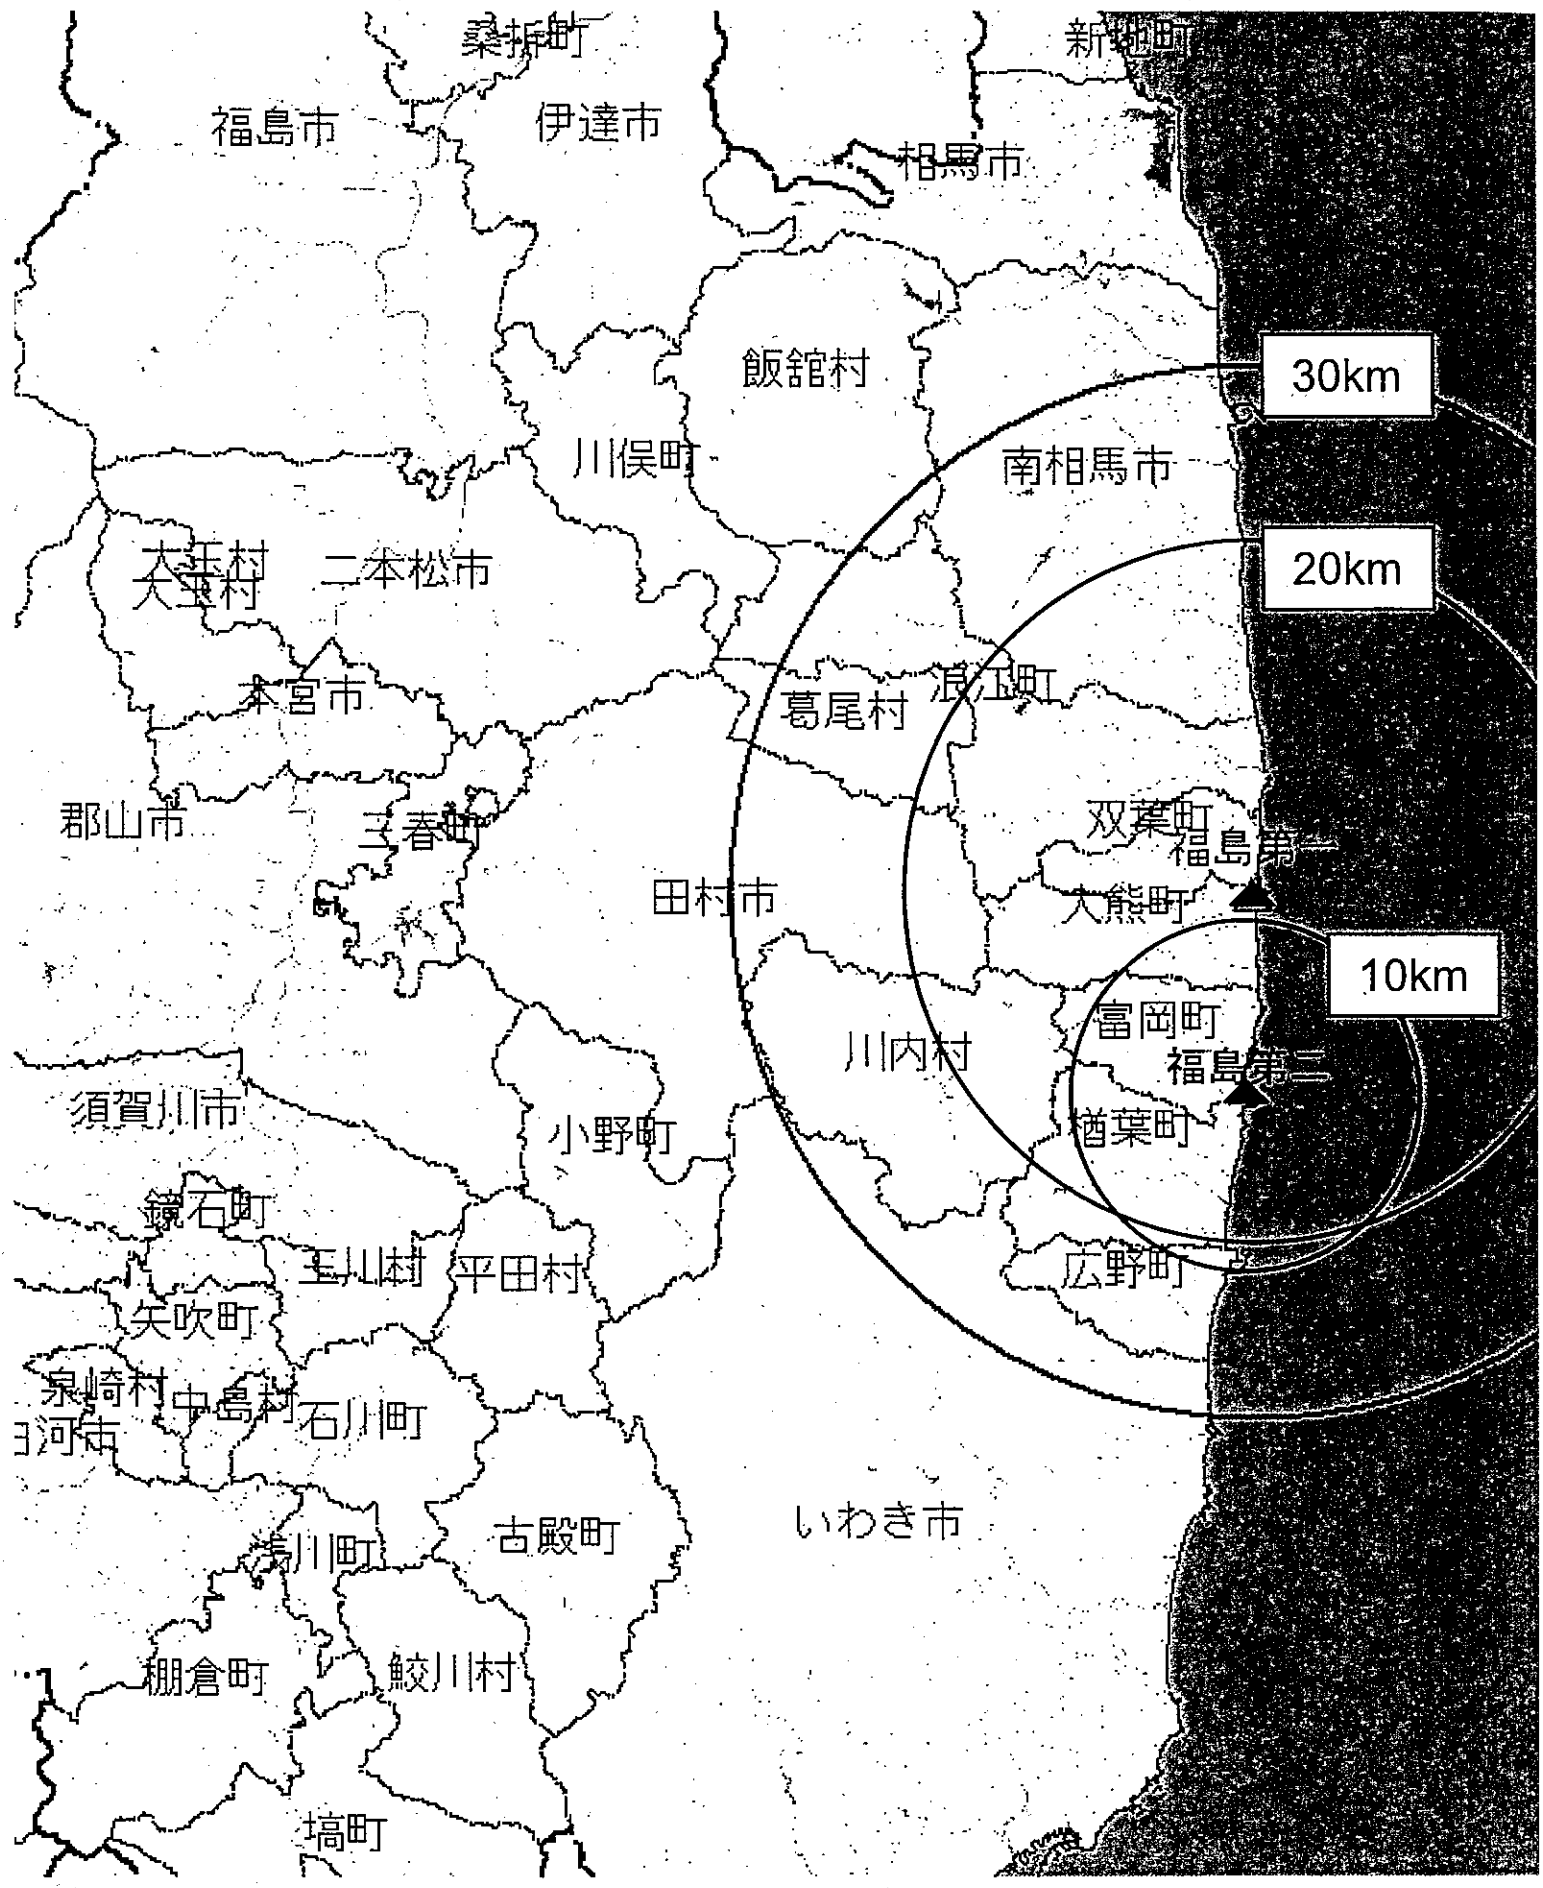 桑折町
新地町
福島市
伊達市
相馬市
飯舘村
30km
川俣町
南相馬市
20km
大玉村
大玉村
二本松市
本宮市
葛尾村
浪江町
郡山市
三春町
双葉町
福島第一
田村市
大熊町
10km
富岡町
川内村
福島第二
須賀川市
小野町
楢葉町
鏡石町
玉川村
平田村
広野町
矢吹町
泉崎村
中島村
石川町
白河市
いわき市
古殿町
浅川町
棚倉町
鮫川村
塙町